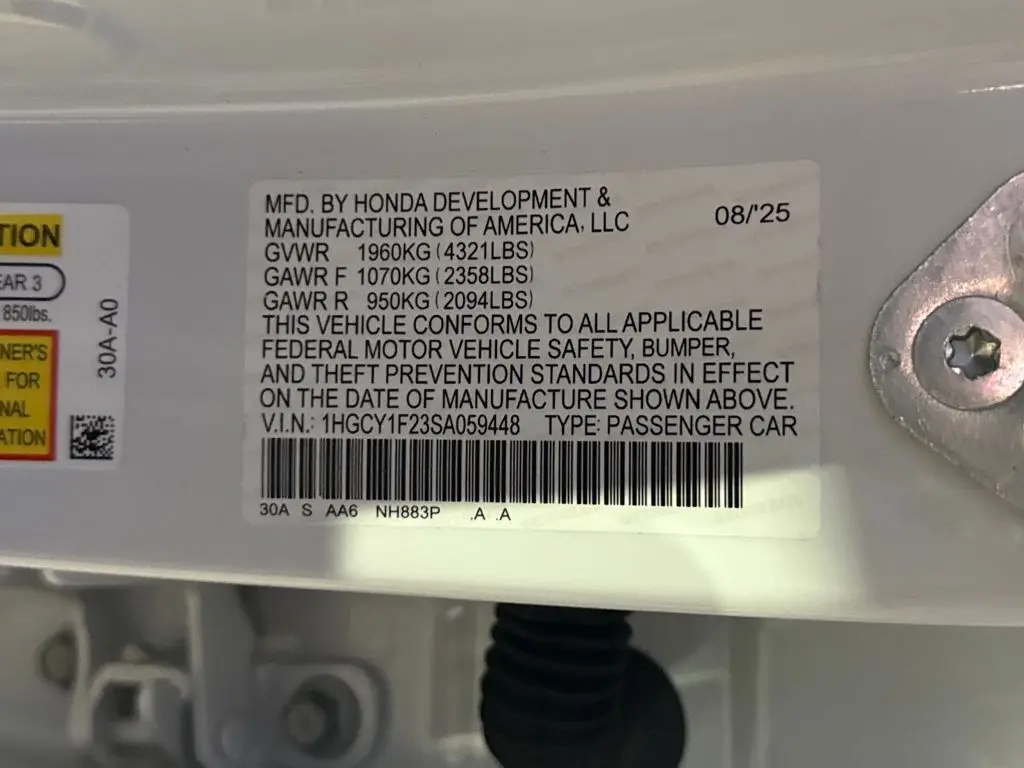 TION
EAR 3
850lbs.
NER'S
FOR
NAL
ATION
30A-A0
MFD. BY HONDA DEVELOPMENT &
MANUFACTURING OF AMERICA, LLC
08/'25
GVWR 1960KG (4321LBS)
GAWR F 1070KG (2358LBS)
GAWR R 950KG (2094LBS)
THIS VEHICLE CONFORMS TO ALL APPLICABLE
FEDERAL MOTOR VEHICLE SAFETY, BUMPER,
AND THEFT PREVENTION STANDARDS IN EFFECT
ON THE DATE OF MANUFACTURE SHOWN ABOVE.
V.I.N.: 1HGCY1F23SA059448 TYPE: PASSENGER CAR
30A S AA6 NH883P .A .A